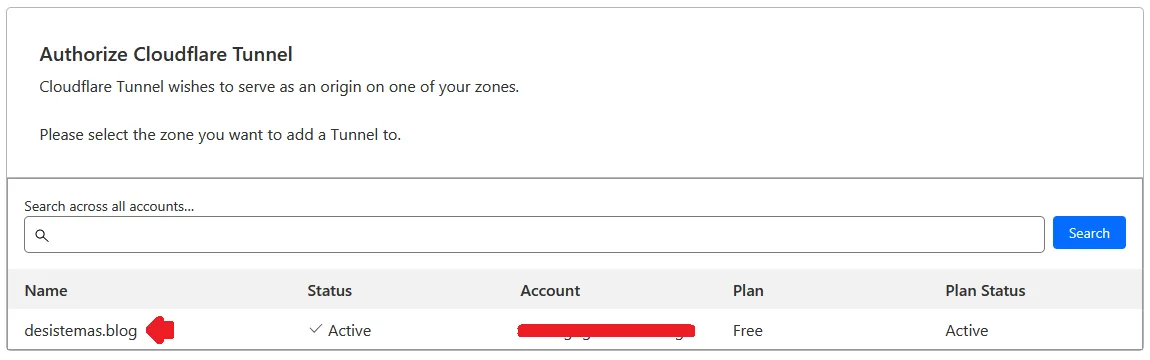 Authorize Cloudflare Tunnel
Cloudflare Tunnel wishes to serve as an origin on one of your zones.
Please select the zone you want to add a Tunnel to.
Search across all accounts...
Search
Name Status Account Plan Plan Status
desistemas.blog Active Free Active